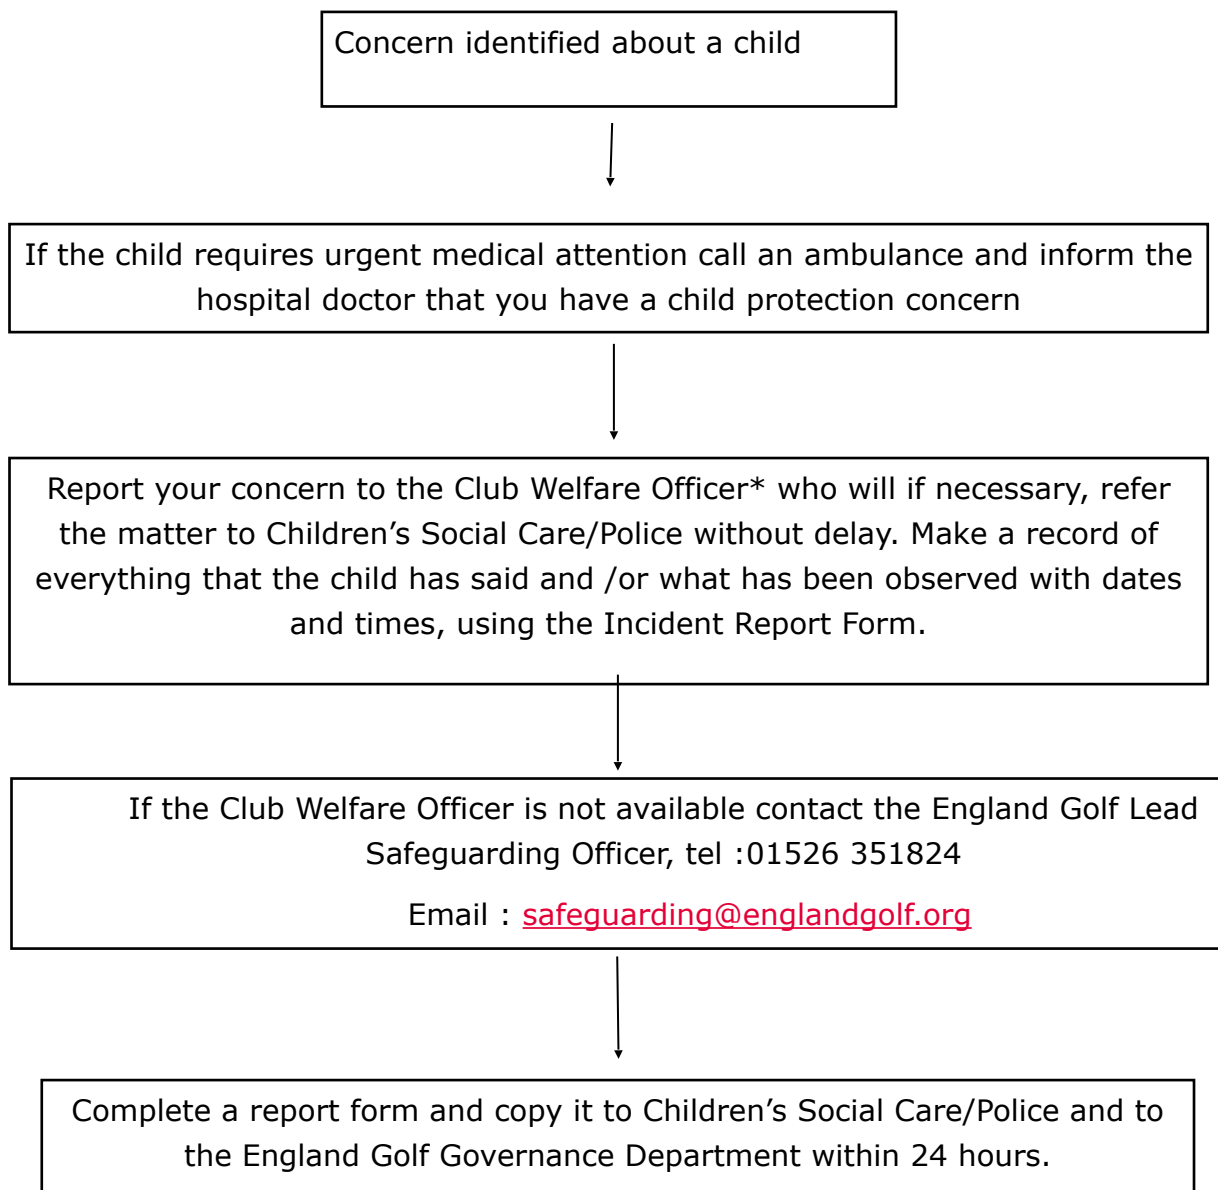 Concern identified about a child
If the child requires urgent medical attention call an ambulance and inform the
hospital doctor that you have a child protection concern
Report your concern to the Club Welfare Officer* who will if necessary, refer
the matter to Children’s Social Care/Police without delay. Make a record of
everything that the child has said and /or what has been observed with dates
and times, using the Incident Report Form.
If the Club Welfare Officer is not available contact the England Golf Lead
Safeguarding Officer, tel :01526 351824
Email : safeguarding@englandgolf.org
Complete a report form and copy it to Children’s Social Care/Police and to
the England Golf Governance Department within 24 hours.